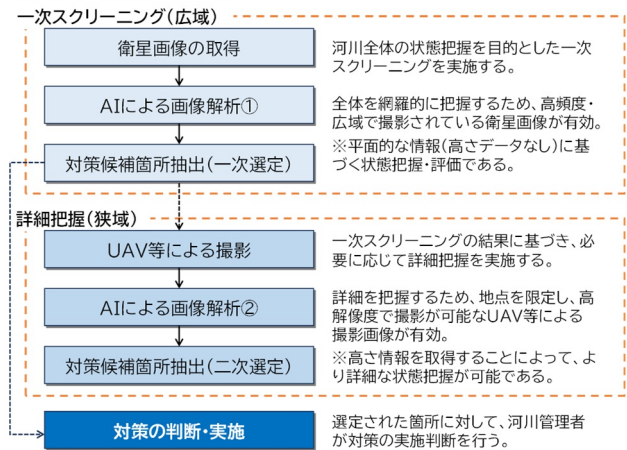 一次スクリーニング(広域)
衛星画像の取得
河川全体の状態把握を目的とした一次
スクリーニングを実施する。
AIによる画像解析①
全体を網羅的に把握するため、高頻度・
広域で撮影されている衛星画像が有効。
※平面的な情報(高さデータなし)に基
づく状態把握・評価である。
対策候補箇所抽出(一次選定)
詳細把握(狭域)
UAV等による撮影
一次スクリーニングの結果に基づき、必
要に応じて詳細把握を実施する。
AIによる画像解析②
詳細を把握するため、地点を限定し、高
解像度で撮影が可能なUAV等による
撮影画像が有効。
※高さ情報を取得することによって、よ
り詳細な状態把握が可能である。
対策候補箇所抽出(二次選定)
対策の判断・実施
選定された箇所に対して、河川管理者
が対策の実施判断を行う。